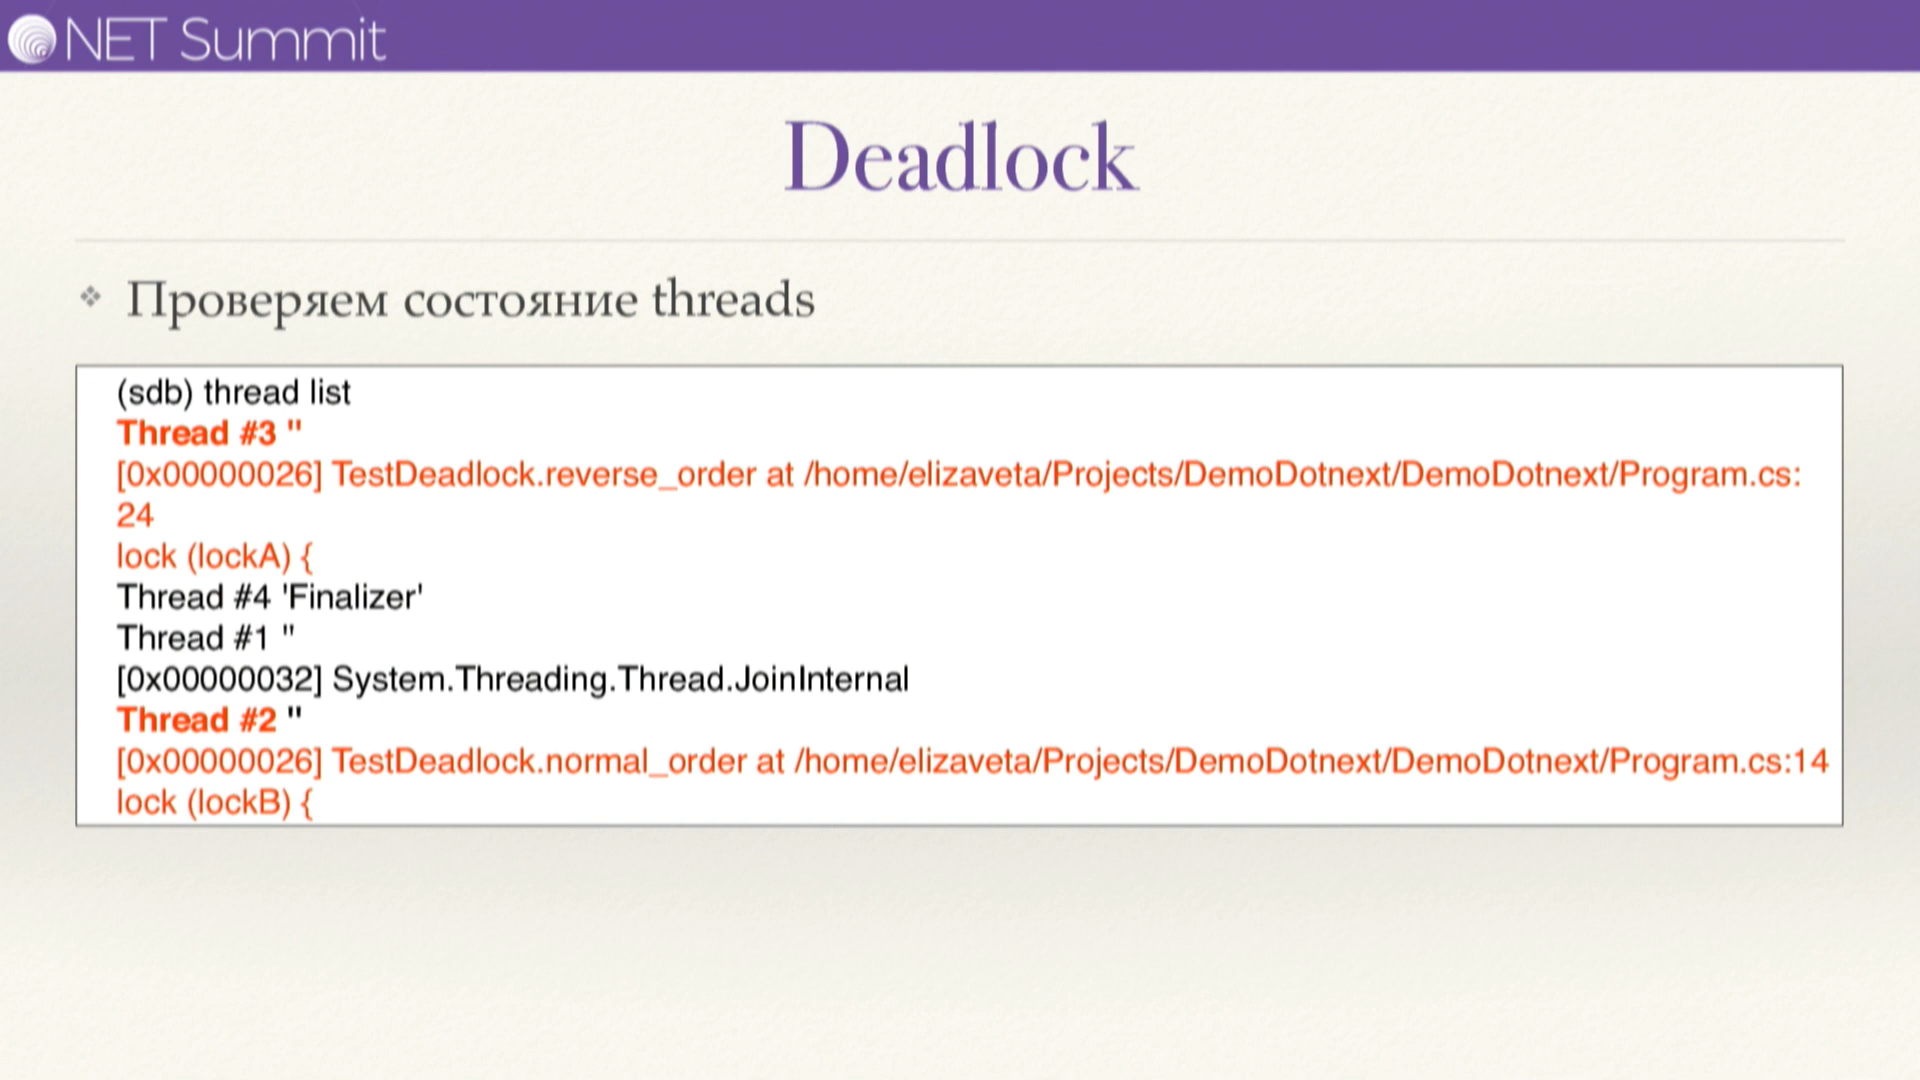 NET Summit
Deadlock
❖ Проверяем состояние threads
(sdb) thread list
Thread #3 ''
[0x00000026] TestDeadlock.reverse_order at /home/elizaveta/Projects/DemoDotnext/DemoDotnext/Program.cs:
24
lock (lockA) {
Thread #4 'Finalizer'
Thread #1 ''
[0x00000032] System.Threading.Thread.JoinInternal
Thread #2 ''
[0x00000026] TestDeadlock.normal_order at /home/elizaveta/Projects/DemoDotnext/DemoDotnext/Program.cs:14
lock (lockB) {